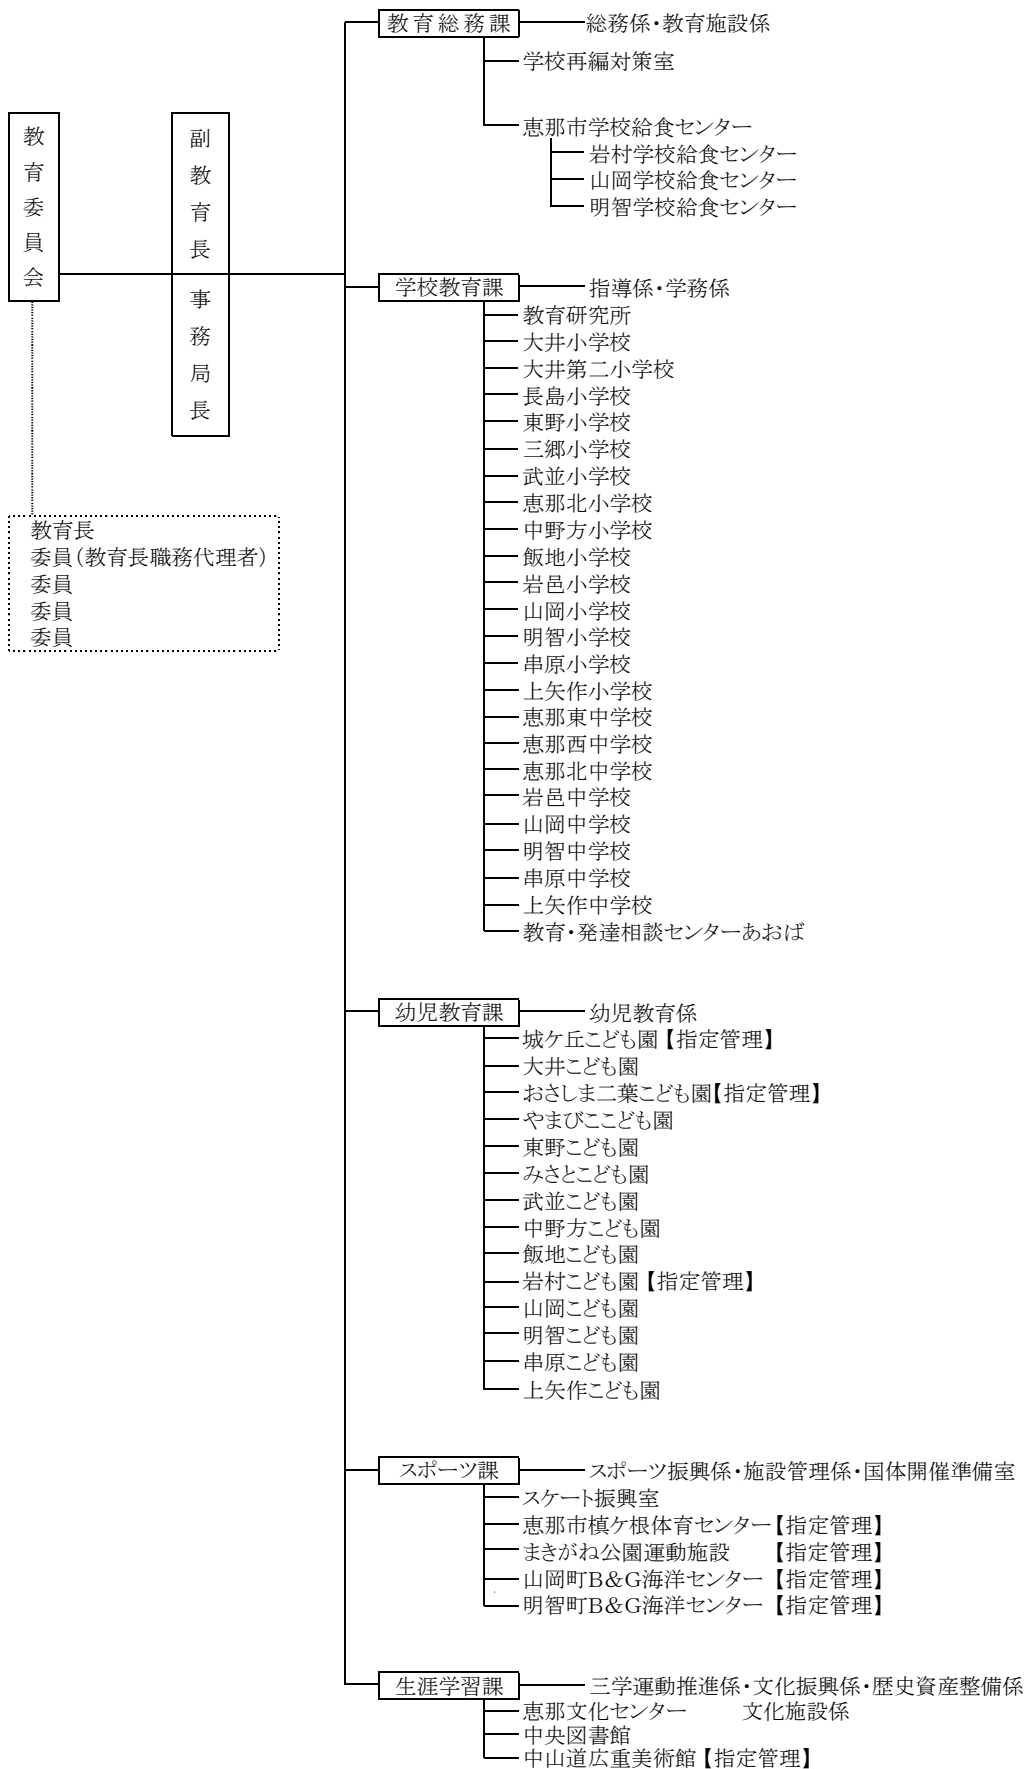 教育総務課 総務係・教育施設係
学校再編対策室
恵那市学校給食センター
岩村学校給食センター
山岡学校給食センター
明智学校給食センター
教育委員会
副教育長
事務局長
教育長
委員(教育長職務代理者)
委員
委員
委員
学校教育課 指導係・学務係
教育研究所
大井小学校
大井第二小学校
長島小学校
東野小学校
三郷小学校
武並小学校
恵那北小学校
中野方小学校
飯地小学校
岩邑小学校
山岡小学校
明智小学校
串原小学校
上矢作小学校
恵那東中学校
恵那西中学校
恵那北中学校
岩邑中学校
山岡中学校
明智中学校
串原中学校
上矢作中学校
教育・発達相談センターあおば
幼児教育課 幼児教育係
城ケ丘こども園【指定管理】
大井こども園
おさしま二葉こども園【指定管理】
やまびここども園
東野こども園
みさとこども園
武並こども園
中野方こども園
飯地こども園
岩村こども園【指定管理】
山岡こども園
明智こども園
串原こども園
上矢作こども園
スポーツ課 スポーツ振興係・施設管理係・国体開催準備室
スケート振興室
恵那市槙ケ根体育センター【指定管理】
まきがね公園運動施設 【指定管理】
山岡町B&G海洋センター 【指定管理】
明智町B&G海洋センター 【指定管理】
生涯学習課 三学運動推進係・文化振興係・歴史資産整備係
恵那文化センター 文化施設係
中央図書館
中山道広重美術館【指定管理】